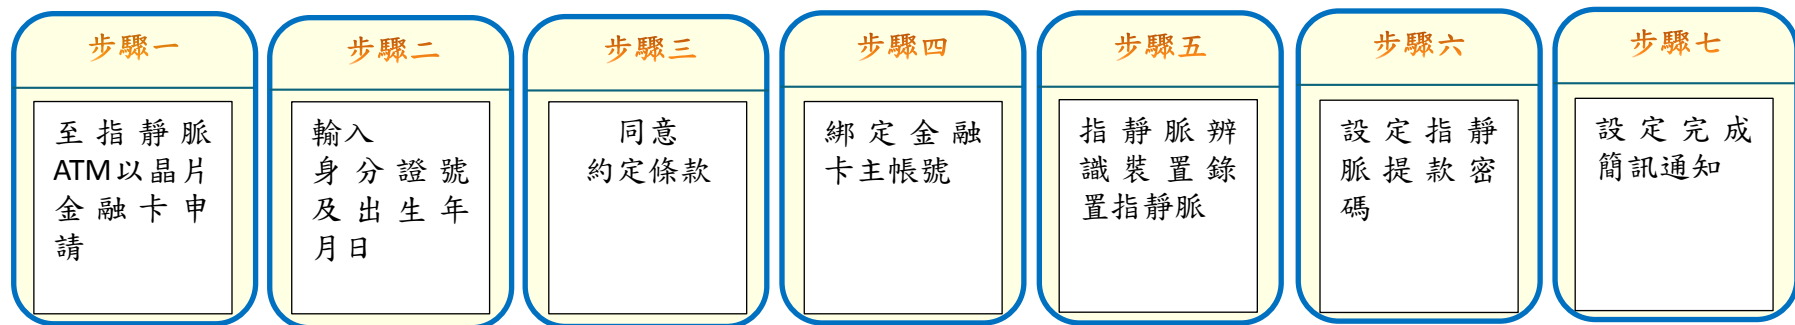 步驟一
至指靜脈
ATM以晶片
金融卡申
請
步驟二
輸入
身分證號
及出生年
月日
步驟三
同意
約定條款
步驟四
綁定金融
卡主帳號
步驟五
指靜脈辨
識裝置錄
置指靜脈
步驟六
設定指靜
脈提款密
碼
步驟七
設定完成
簡訊通知